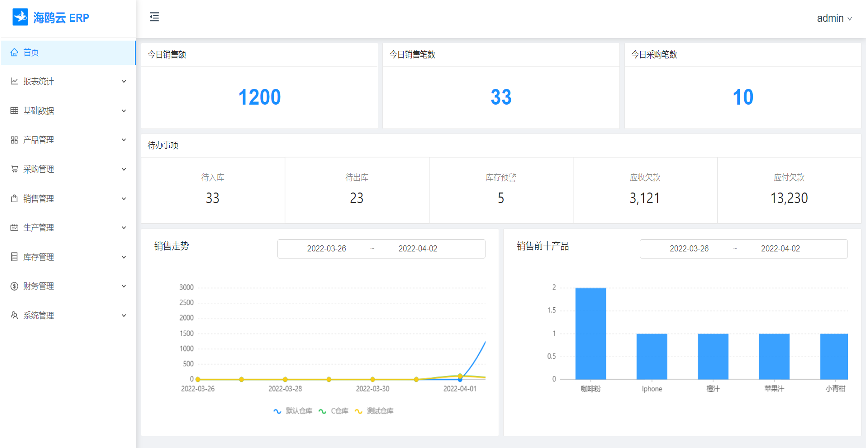 海鸥云 ERP
admin
首页
报表统计
基础数据
产品管理
采购管理
销售管理
生产管理
库存管理
财务管理
系统管理
今日销售额
1200
今日销售笔数
33
今日采购笔数
10
待办事项
待入库
33
待出库
23
库存预警
5
应收欠款
3,121
应付欠款
13,230
销售走势
2022-03-26 ~ 2022-04-02
3000
2500
2000
1500
1000
500
0
2022-03-26 2022-03-28 2022-03-30 2022-04-01
默认仓库 C仓库 测试仓库
销售前十产品
2022-03-26 ~ 2022-04-02
2
1.5
1
0.5
0
咖啡粉 Iphone 橙汁 苹果汁 小青柑